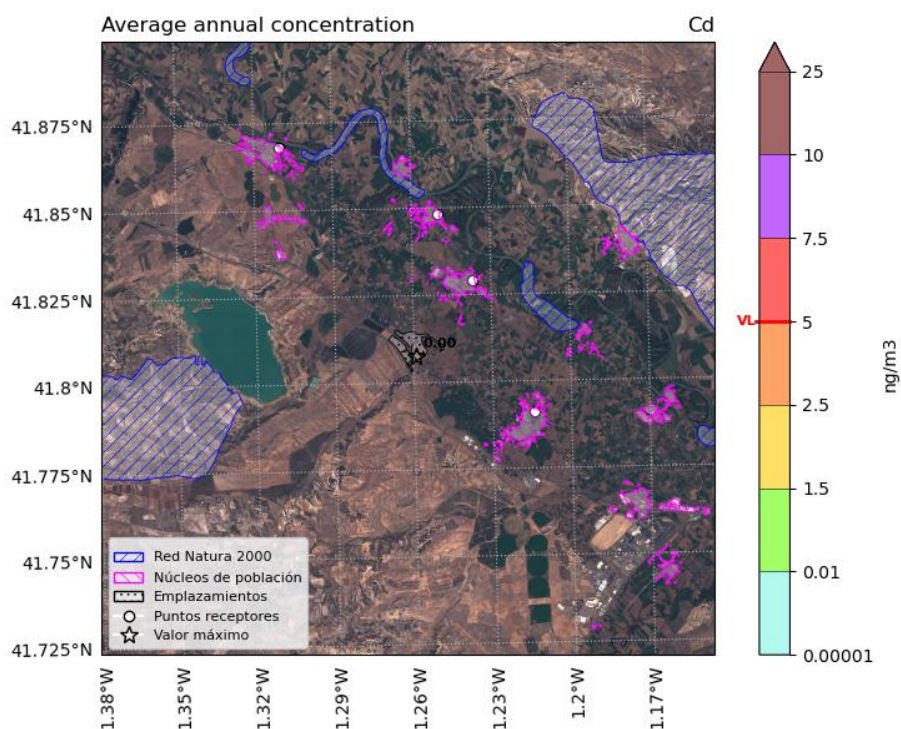 Average annual concentration
Cd
41.875°N
41.85°N
41.825°N
41.8°N
41.775°N
41.75°N
41.725°N
1.38°W
1.35°W
1.32°W
1.29°W
1.26°W
1.23°W
1.2°W
1.17°W
0.00
Red Natura 2000
Núcleos de población
Emplazamientos
Puntos receptores
Valor máximo
25
10
7.5
VL
5
2.5
1.5
0.01
0.00001
ng/m3